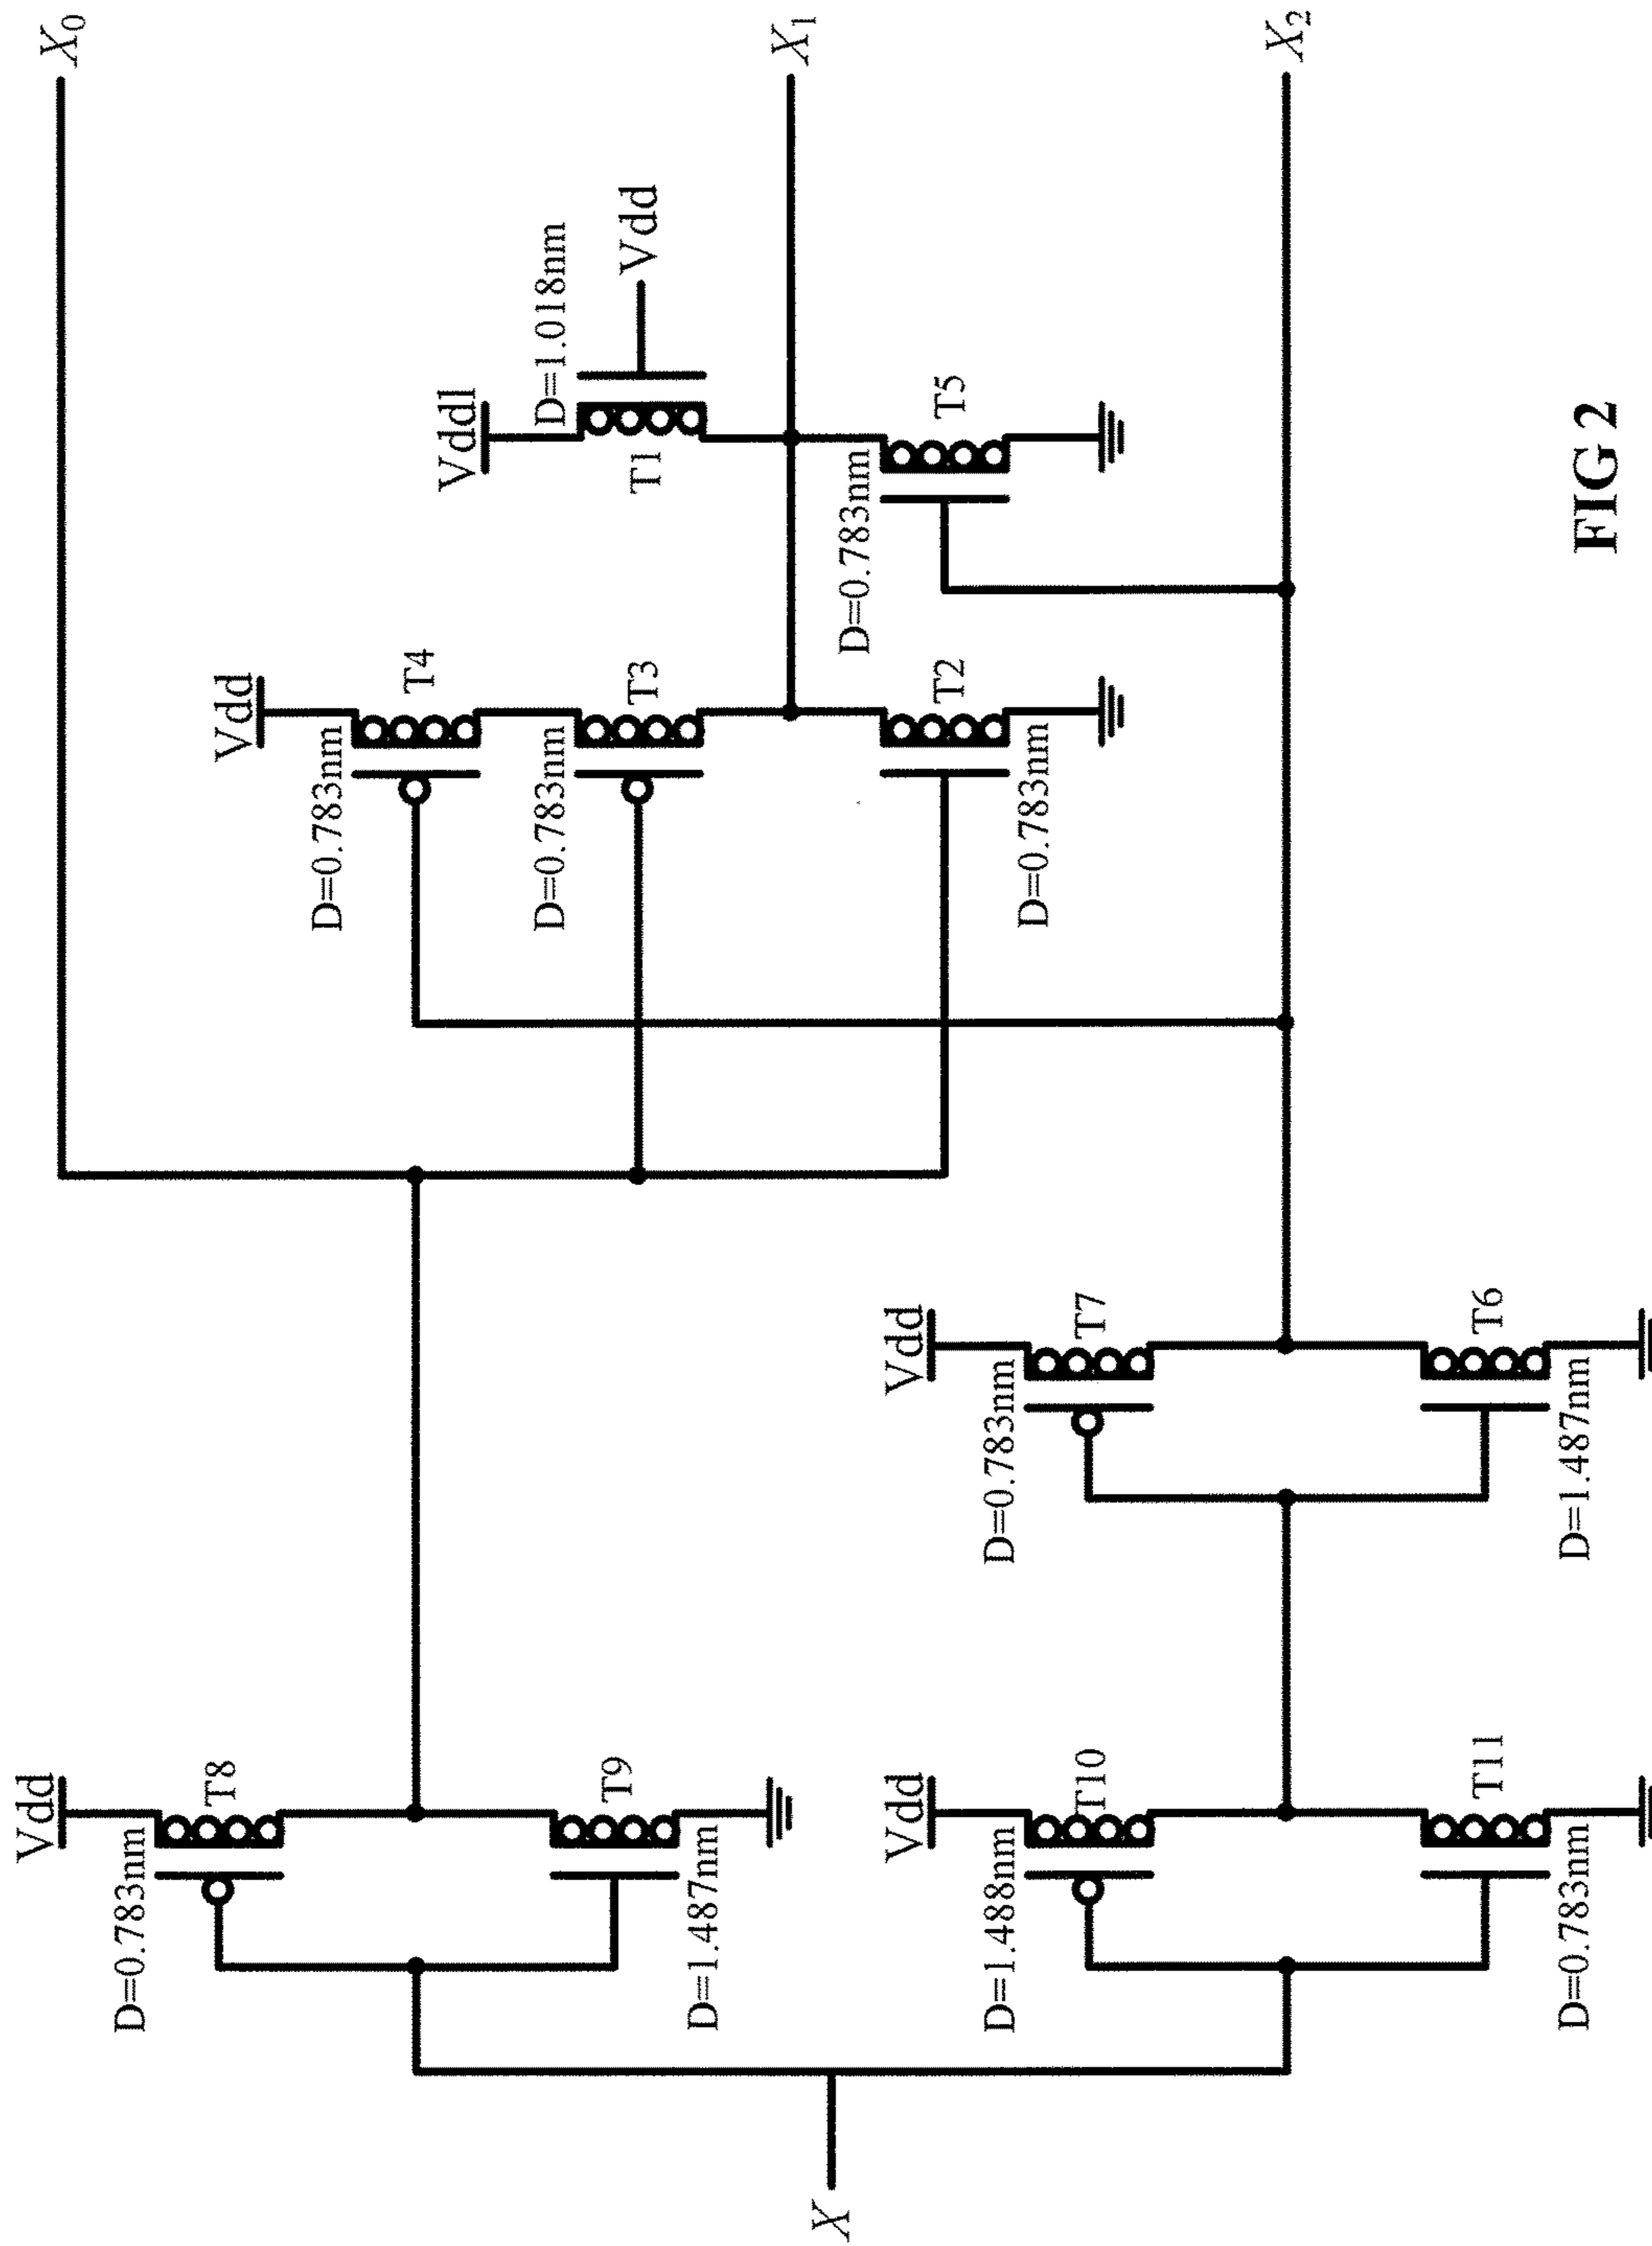 X₀
X₁
X₂
Vdd
D=0.783nm
T8
D=1.487nm
T9
Vdd
D=1.488nm
T10
D=0.783nm
T11
X
Vdd
D=0.783nm
T7
D=1.487nm
T6
Vdd
D=0.783nm
T4
D=0.783nm
T3
D=0.783nm
T2
Vddl
D=1.018nm
T1
Vdd
D=0.783nm
T5
FIG 2